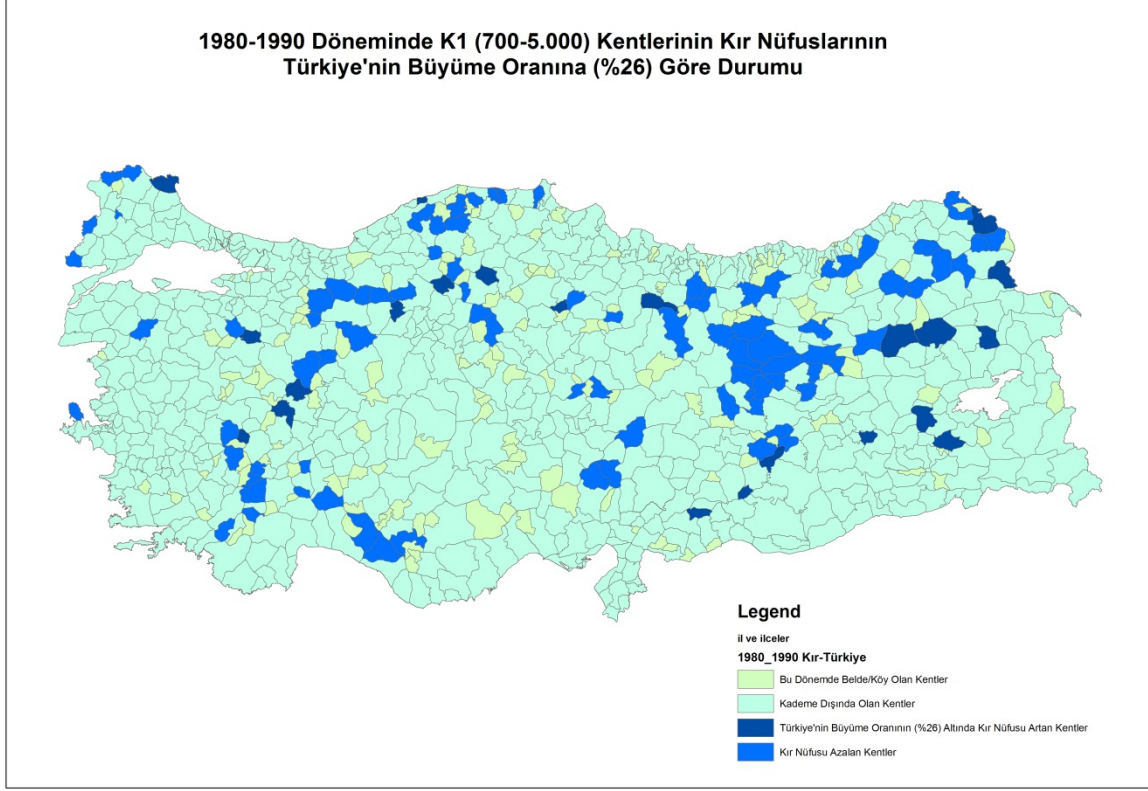 1980-1990 Döneminde K1 (700-5.000) Kentlerinin Kır Nüfuslarının
Türkiye'nin Büyüme Oranına (%26) Göre Durumu
Legend
il ve ilceler
1980_1990 Kır-Türkiye
Bu Dönemde Belde/Köy Olan Kentler
Kademe Dışında Olan Kentler
Türkiye'nin Büyüme Oranının (%26) Altında Kır Nüfusu Artan Kentler
Kır Nüfusu Azalan Kentler